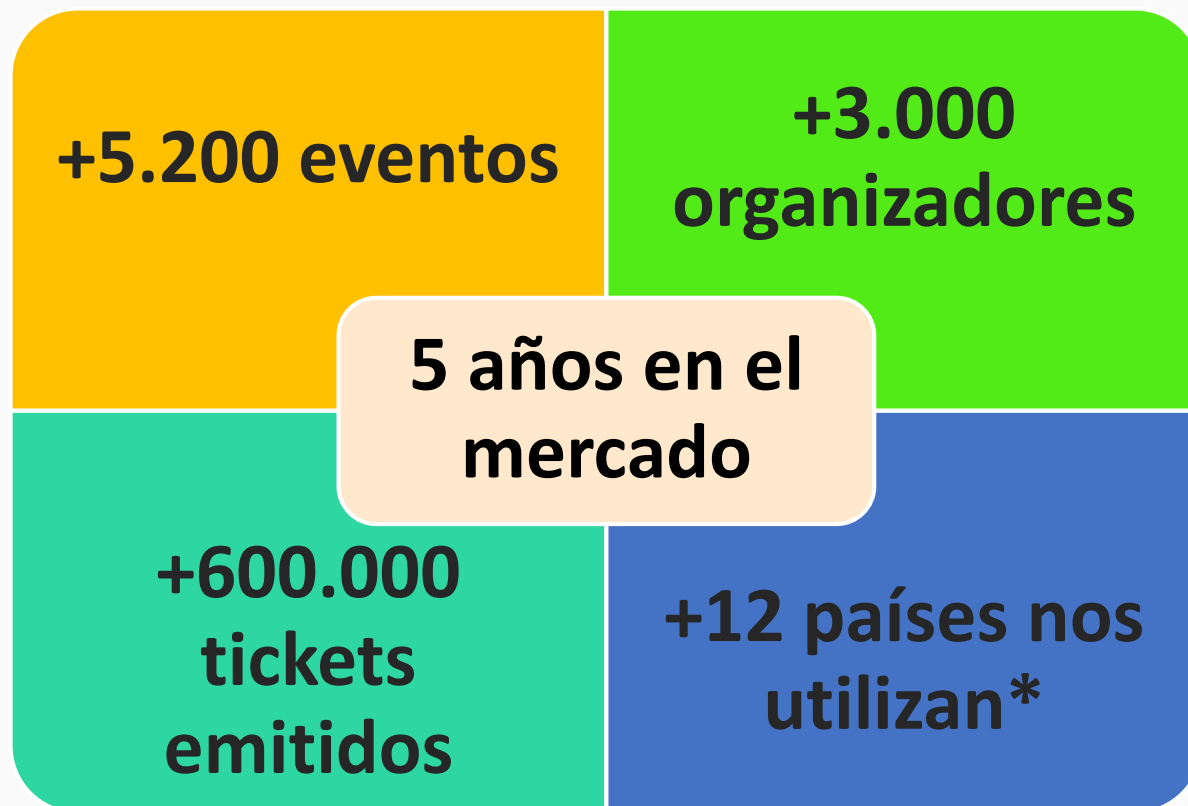 +5.200 eventos
+3.000
organizadores
5 años en el
mercado
+600.000
tickets
emitidos
+12 países nos
utilizan*